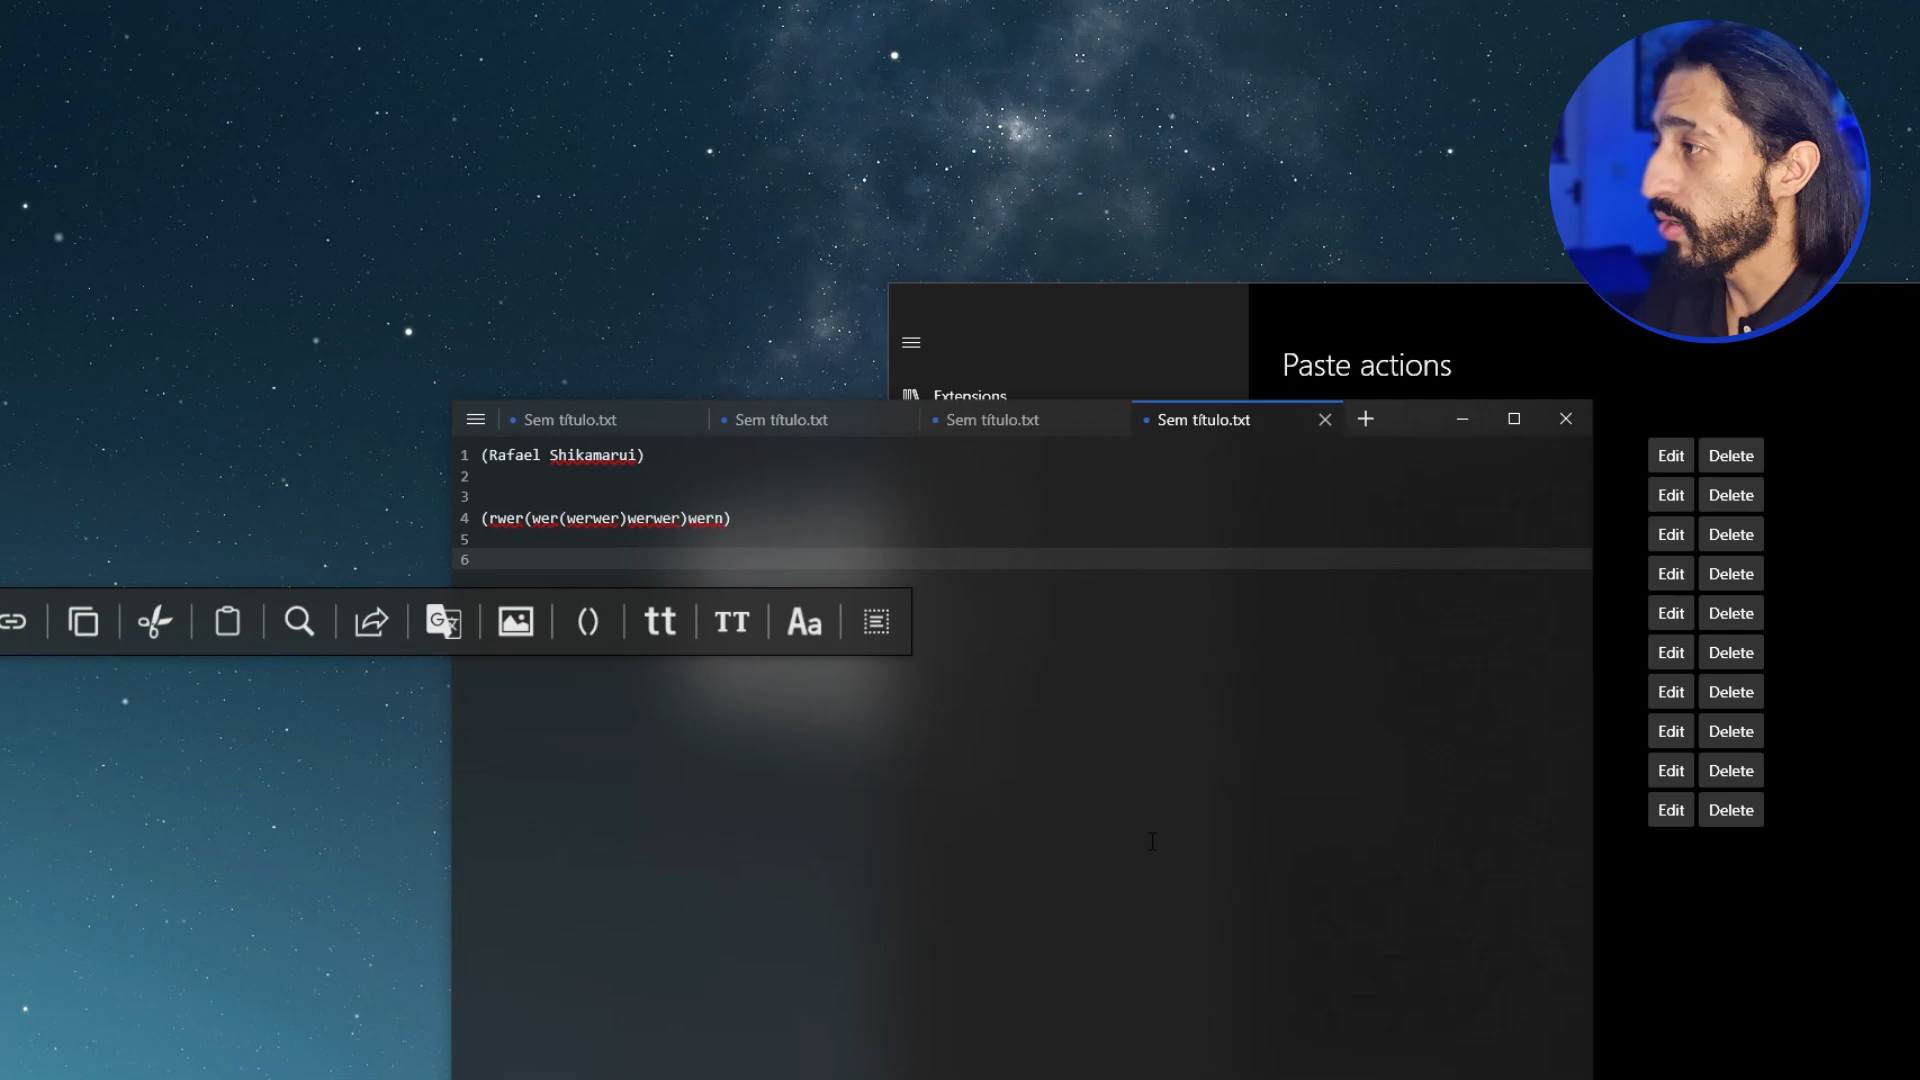 Paste actions
Extensions
Sem título.txt
Sem título.txt
Sem título.txt
Sem título.txt
1 (Rafael Shikamarui)
2
3
4 (rwer(wer(werwer)werwer)wern)
5
6
() tt TT Aa
Edit Delete
Edit Delete
Edit Delete
Edit Delete
Edit Delete
Edit Delete
Edit Delete
Edit Delete
Edit Delete
Edit Delete